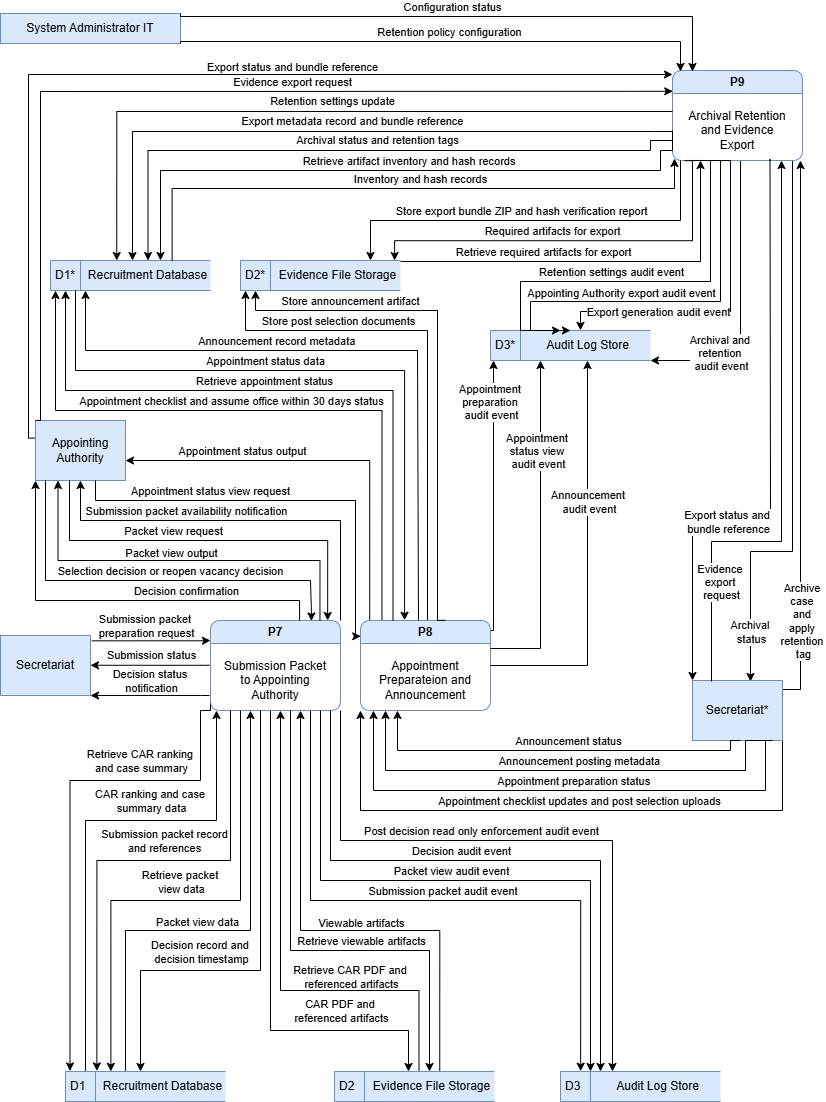 Configuration status
System Administrator IT
Retention policy configuration
Export status and bundle reference
Evidence export request
P9
Retention settings update
Archival Retention
and Evidence
Export
Export metadata record and bundle reference
Archival status and retention tags
Retrieve artifact inventory and hash records
Inventory and hash records
Store export bundle ZIP and hash verification report
Required artifacts for export
Retrieve required artifacts for export
D1*
Recruitment Database
D2*
Evidence File Storage
Retention settings audit event
Appointing Authority export audit event
Export generation audit event
Store announcement artifact
Store post selection documents
D3*
Audit Log Store
Archival and
retention
audit event
Announcement record metadata
Appointment status data
Retrieve appointment status
Appointment checklist and assume office within 30 days status
Appointment
preparation
audit event
Appointing
Authority
Appointment status output
Appointment
status view
audit event
Appointment status view request
Announcement
audit event
Submission packet availability notification
Packet view request
Packet view output
Selection decision or reopen vacancy decision
Decision confirmation
Export status and
bundle reference
Evidence
export
request
Archival
status
Archive
case
and
apply
retention
tag
Submission packet
preparation request
P7
P8
Secretariat
Submission status
Submission Packet
to Appointing
Authority
Appointment
Preparateion and
Announcement
Decision status
notification
Secretariat*
Announcement status
Announcement posting metadata
Appointment preparation status
Appointment checklist updates and post selection uploads
Retrieve CAR ranking
and case summary
CAR ranking and case
summary data
Submission packet record
and references
Post decision read only enforcement audit event
Decision audit event
Packet view audit event
Submission packet audit event
Retrieve packet
view data
Packet view data
Viewable artifacts
Decision record and
decision timestamp
Retrieve viewable artifacts
Retrieve CAR PDF and
referenced artifacts
CAR PDF and
referenced artifacts
D1
Recruitment Database
D2
Evidence File Storage
D3
Audit Log Store